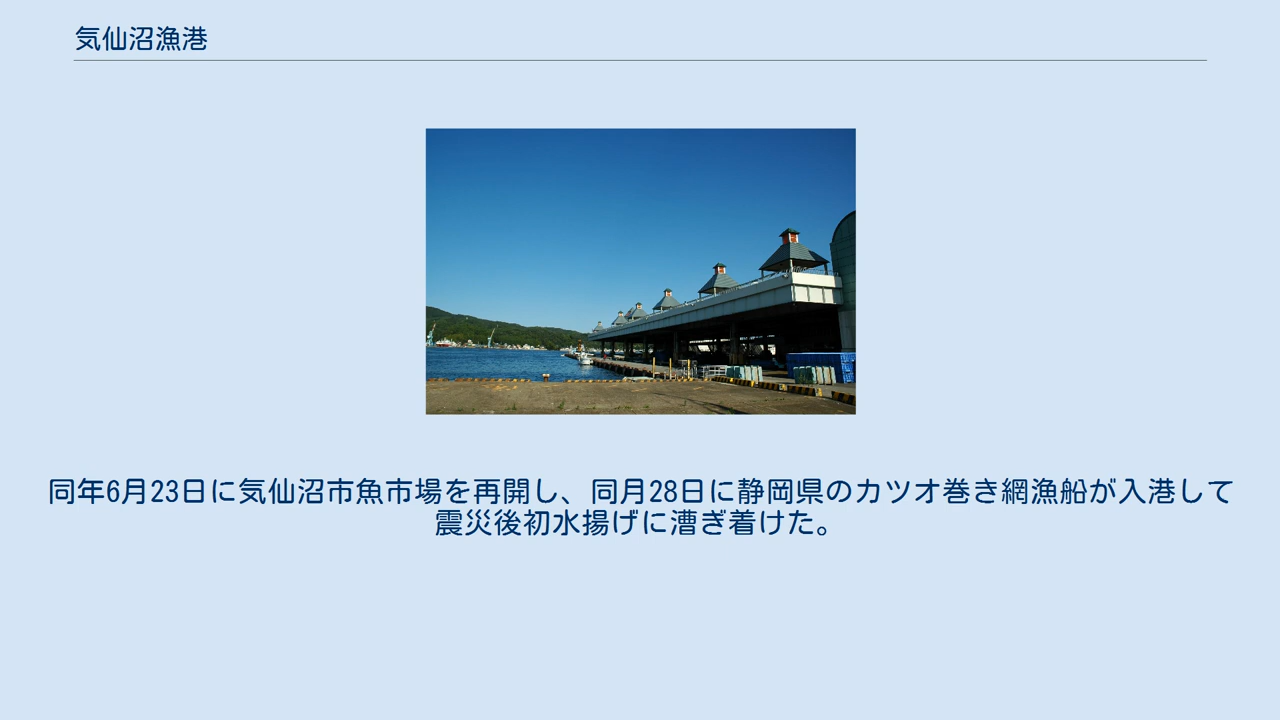 気仙沼漁港
同年6月23日に気仙沼市魚市場を再開し、同月28日に静岡県のカツオ巻き網漁船が入港して
震災後初水揚げに漕ぎ着けた。